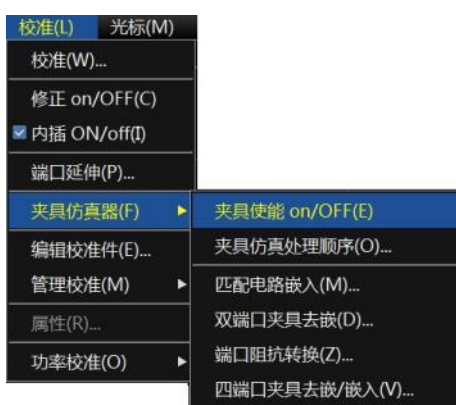 校准(L) 光标(M)
校准(W)...
修正 on/OFF(C)
内插 ON/off(I)
端口延伸(P)...
夹具仿真器(F)
夹具使能 on/OFF(E)
夹具仿真处理顺序(O)...
编辑校准件(E)...
管理校准(M)
匹配电路嵌入(M)...
双端口夹具去嵌(D)...
属性(R)...
端口阻抗转换(Z)...
功率校准(O)
四端口夹具去嵌/嵌入(V)...